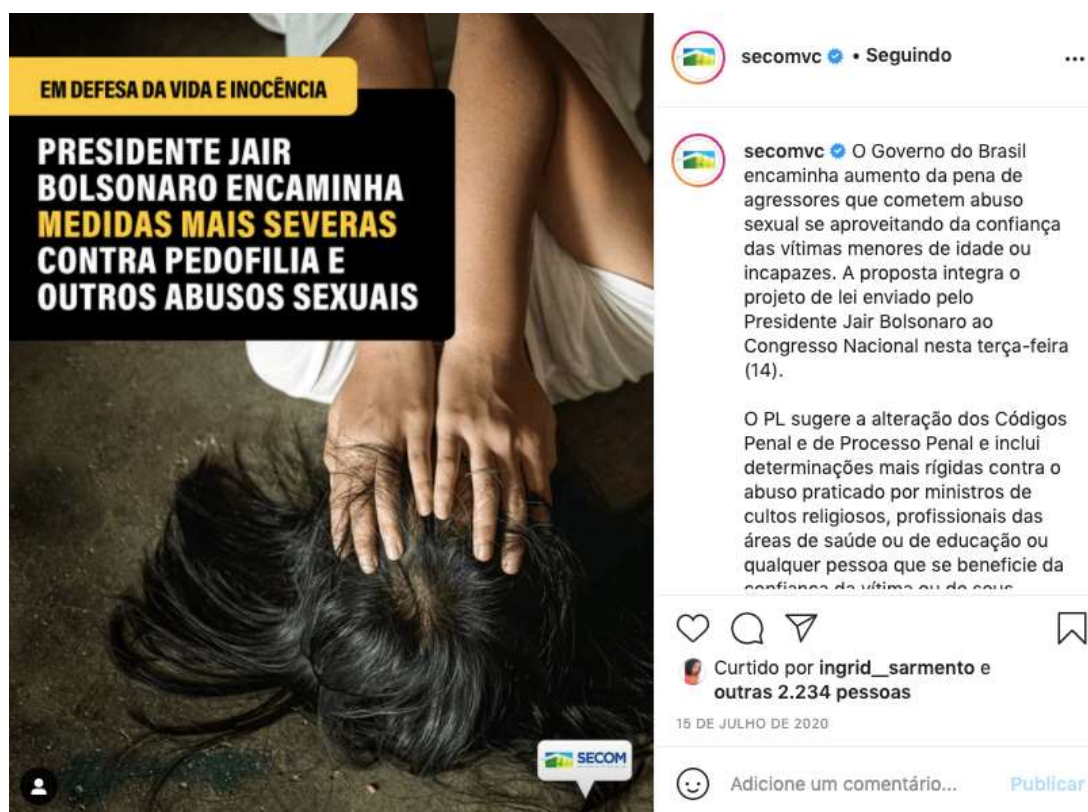 EM DEFESA DA VIDA E INOCÊNCIA
PRESIDENTE JAIR
BOLSONARO ENCAMINHA
MEDIDAS MAIS SEVERAS
CONTRA PEDOFILIA E
OUTROS ABUSOS SEXUAIS
SECOM
secomvc • Seguindo
secomvc O Governo do Brasil
encaminha aumento da pena de
agressores que cometem abuso
sexual se aproveitando da confiança
das vítimas menores de idade ou
incapazes. A proposta integra o
projeto de lei enviado pelo
Presidente Jair Bolsonaro ao
Congresso Nacional nesta terça-feira
(14).
O PL sugere a alteração dos Códigos
Penal e de Processo Penal e inclui
determinações mais rígidas contra o
abuso praticado por ministros de
cultos religiosos, profissionais das
áreas de saúde ou de educação ou
qualquer pessoa que se beneficie da
confiança da vítima ou de seus
Curtido por ingrid__sarmento e
outras 2.234 pessoas
15 DE JULHO DE 2020
Adicione um comentário...
Publicar